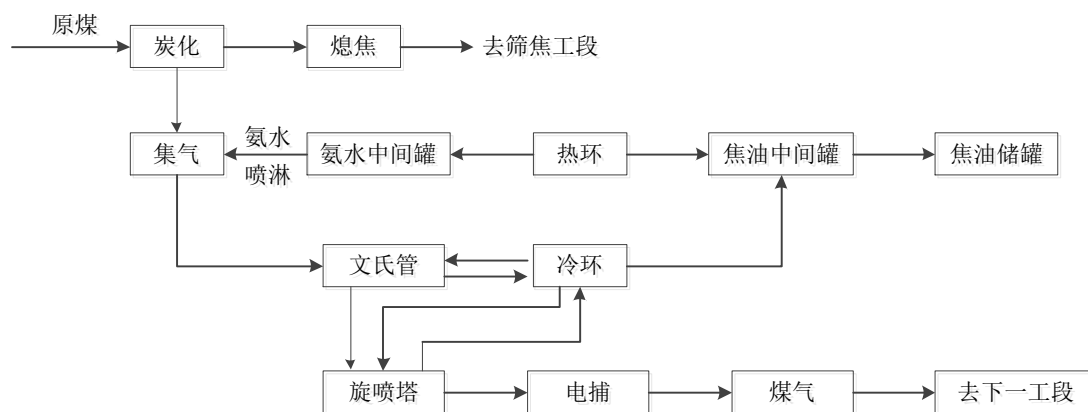 原煤
炭化
熄焦
去筛焦工段
集气
氨水
喷淋
氨水中间罐
热环
焦油中间罐
焦油储罐
文氏管
冷环
旋喷塔
电捕
煤气
去下一工段